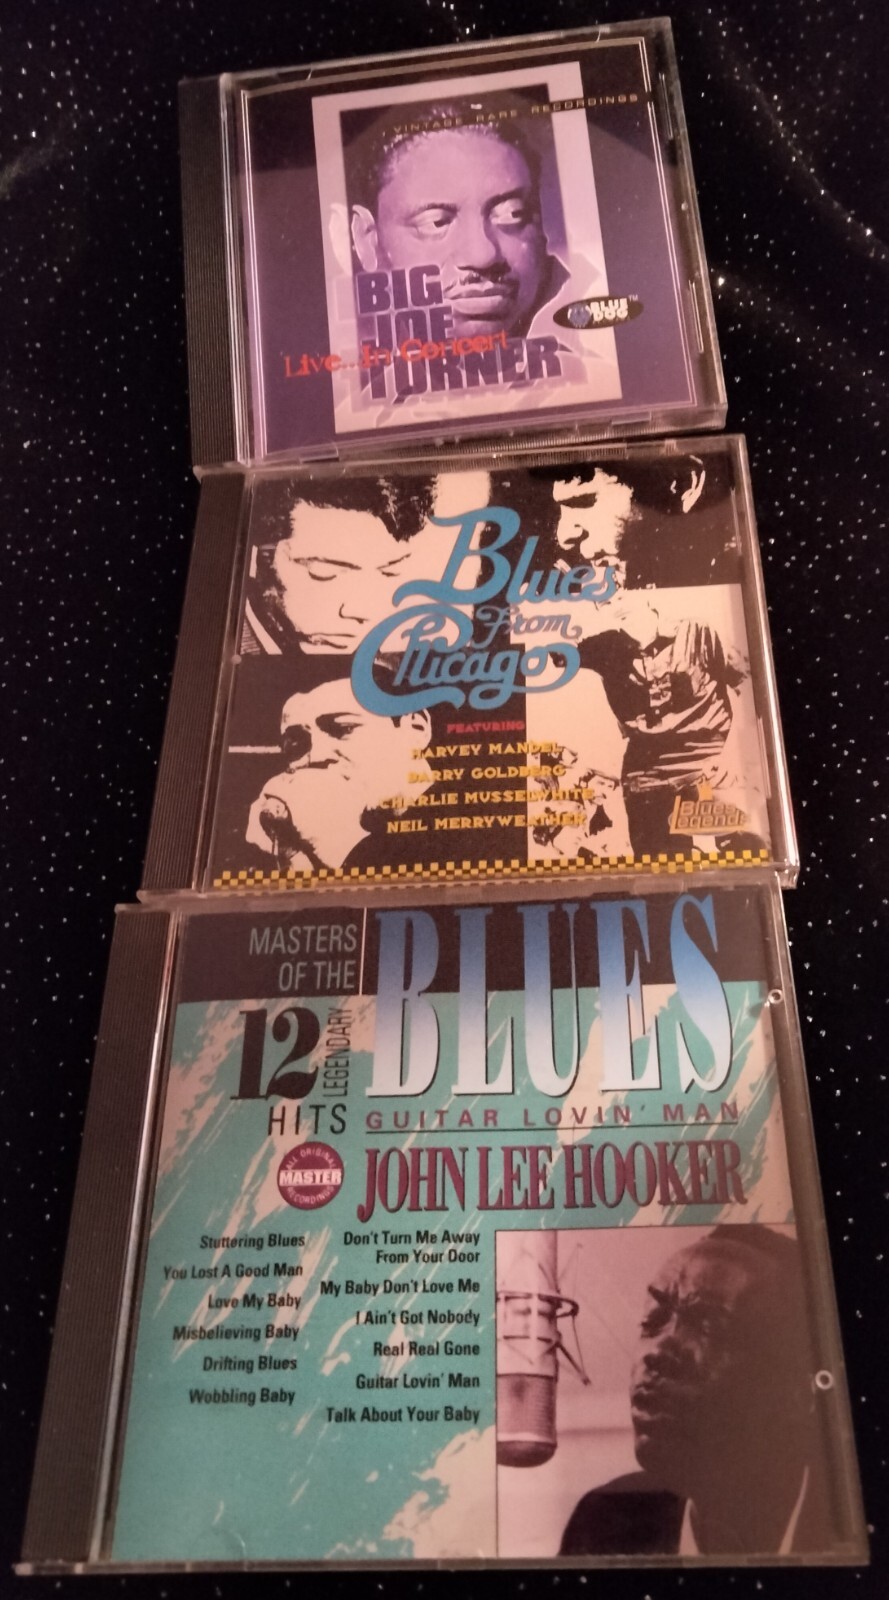 VINTAGE RARE RECORDINGS
BIG
JOE
TURNER
Live...In Concert
BLUE
DOG
TM
Blues
From
Chicago
FEATURING
HARVEY MANDEL
BARRY GOLDBERG
CHARLIE MUSSELWHITE
NEIL MERRYWEATHER
Blues
Legends
MASTERS
OF THE
BLUES
12
LEGENDARY
HITS
GUITAR LOVIN' MAN
JOHN LEE HOOKER
ALL ORIGINAL
MASTER
RECORDINGS
Stuttering Blues
You Lost A Good Man
Love My Baby
Misbelieving Baby
Drifting Blues
Wobbling Baby
Don't Turn Me Away
From Your Door
My Baby Don't Love Me
I Ain't Got Nobody
Real Real Gone
Guitar Lovin' Man
Talk About Your Baby